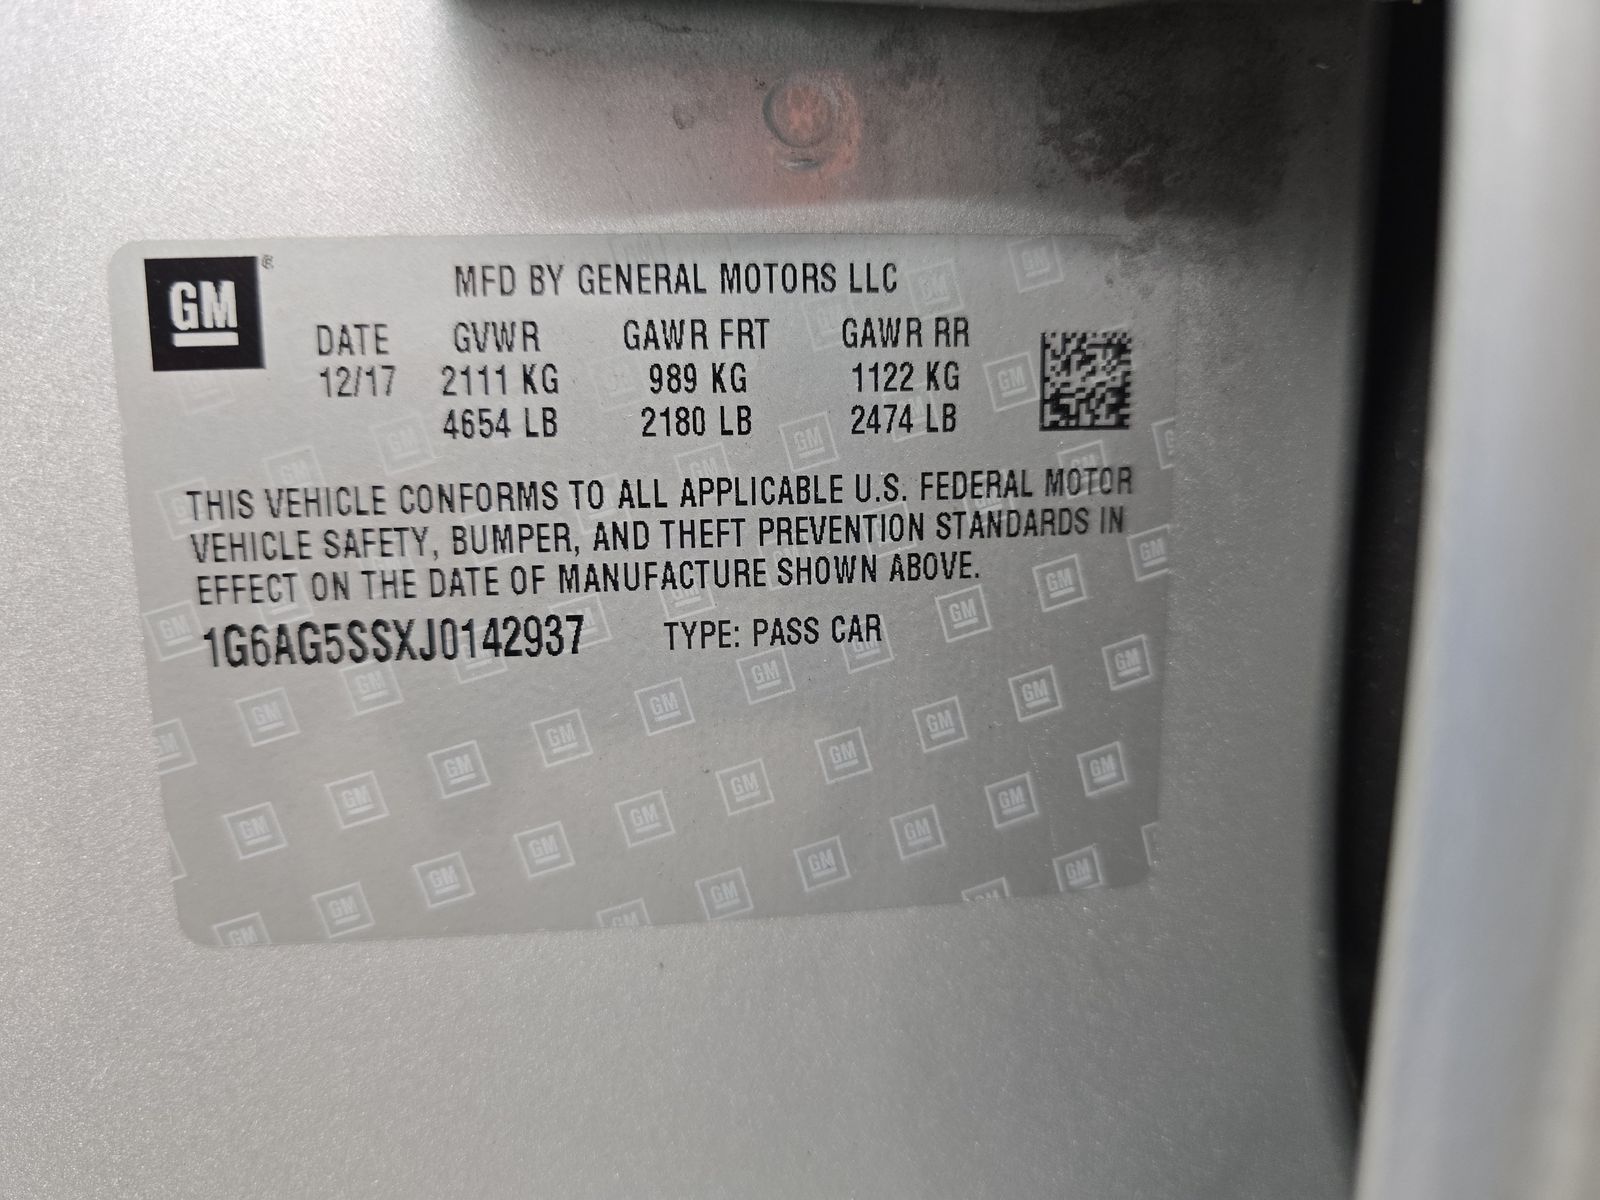 GM ®
MFD BY GENERAL MOTORS LLC
DATE GVWR GAWR FRT GAWR RR
12/17 2111 KG 989 KG 1122 KG
4654 LB 2180 LB 2474 LB
THIS VEHICLE CONFORMS TO ALL APPLICABLE U.S. FEDERAL MOTOR
VEHICLE SAFETY, BUMPER, AND THEFT PREVENTION STANDARDS IN
EFFECT ON THE DATE OF MANUFACTURE SHOWN ABOVE.
1G6AG5SSXJ0142937 TYPE: PASS CAR